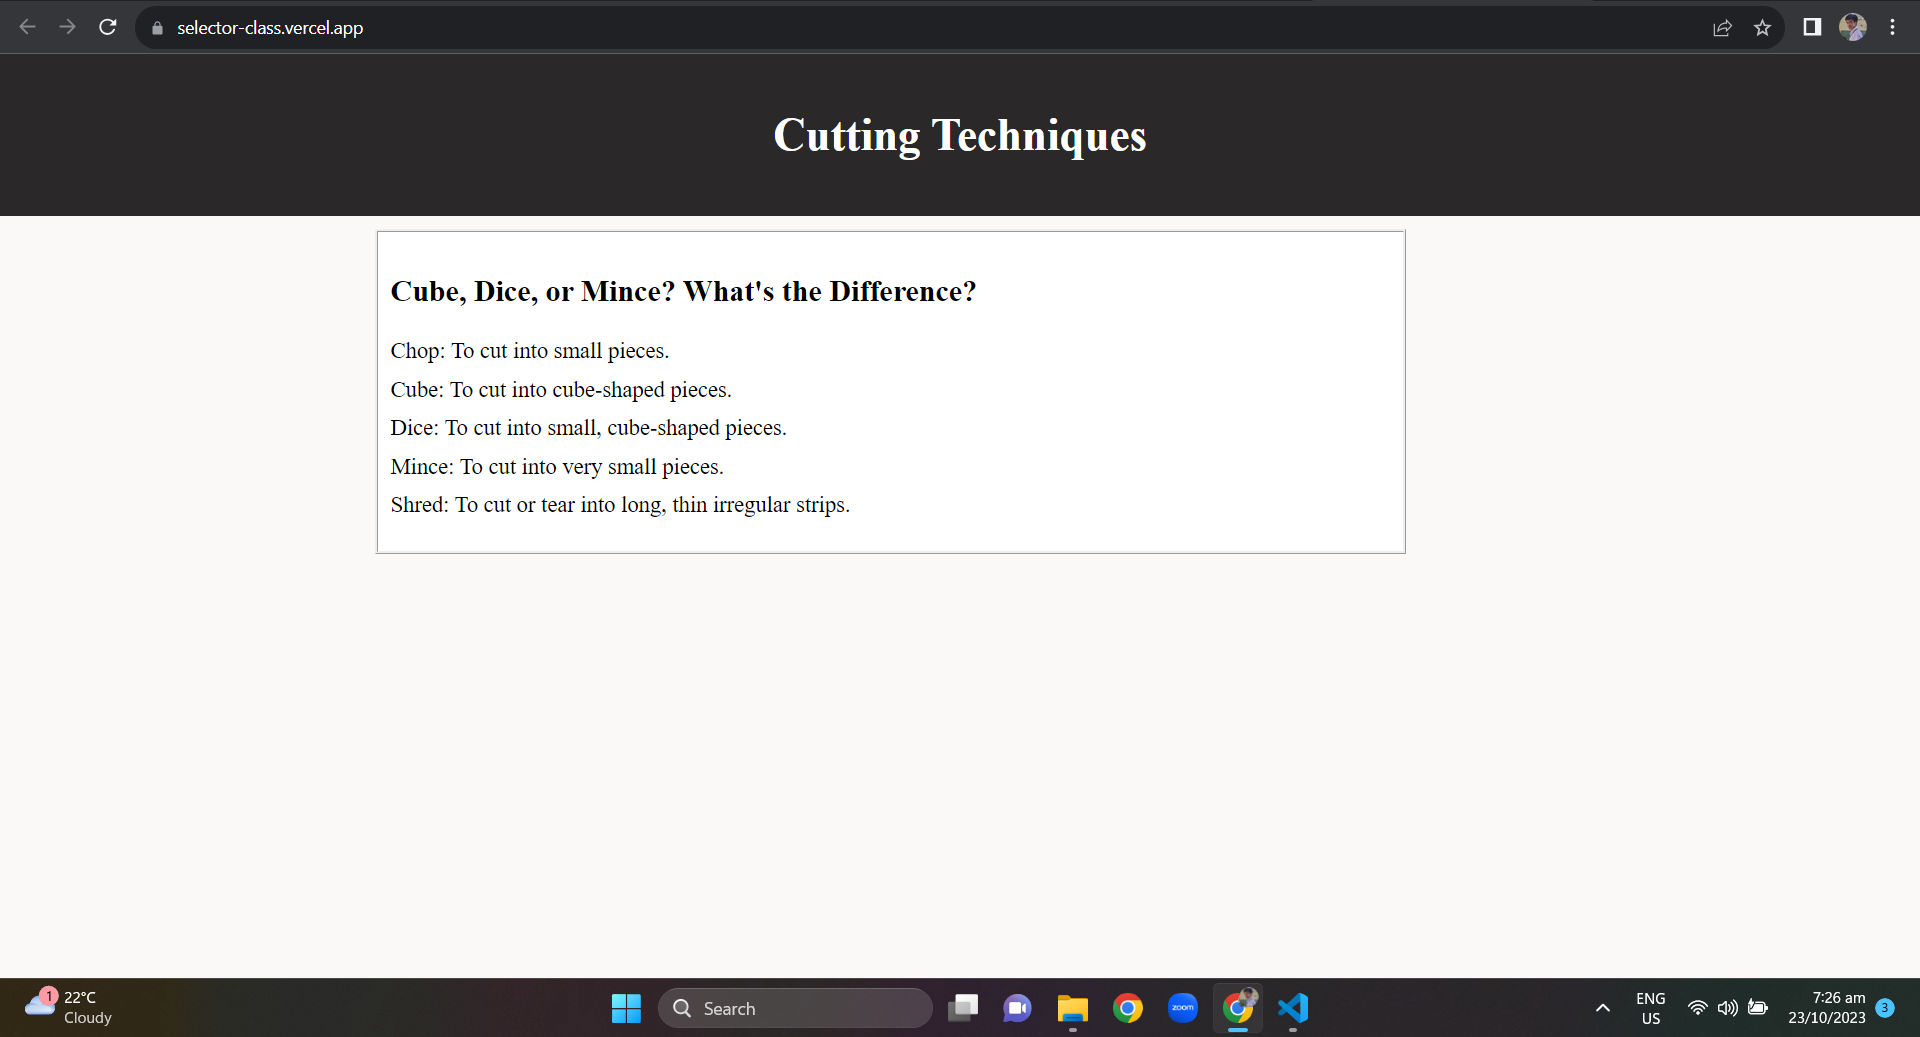 selector-class.vercel.app
Cutting Techniques
Cube, Dice, or Mince? What's the Difference?
Chop: To cut into small pieces.
Cube: To cut into cube-shaped pieces.
Dice: To cut into small, cube-shaped pieces.
Mince: To cut into very small pieces.
Shred: To cut or tear into long, thin irregular strips.
1
22°C
Cloudy
Search
zoom
ENG
US
7:26 am
23/10/2023
3